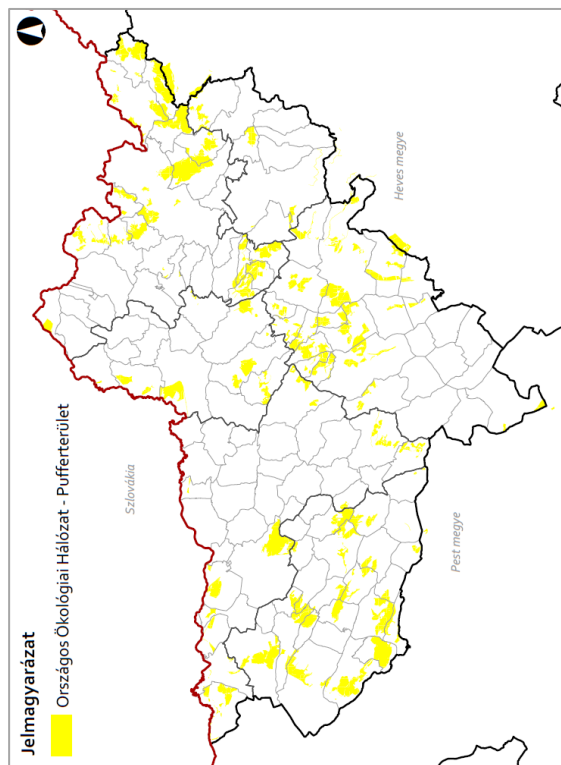 Jelmagyarázat
Országos Ökológiai Hálózat - Pufferterület
Szlovákia
Heves megye
Pest megye